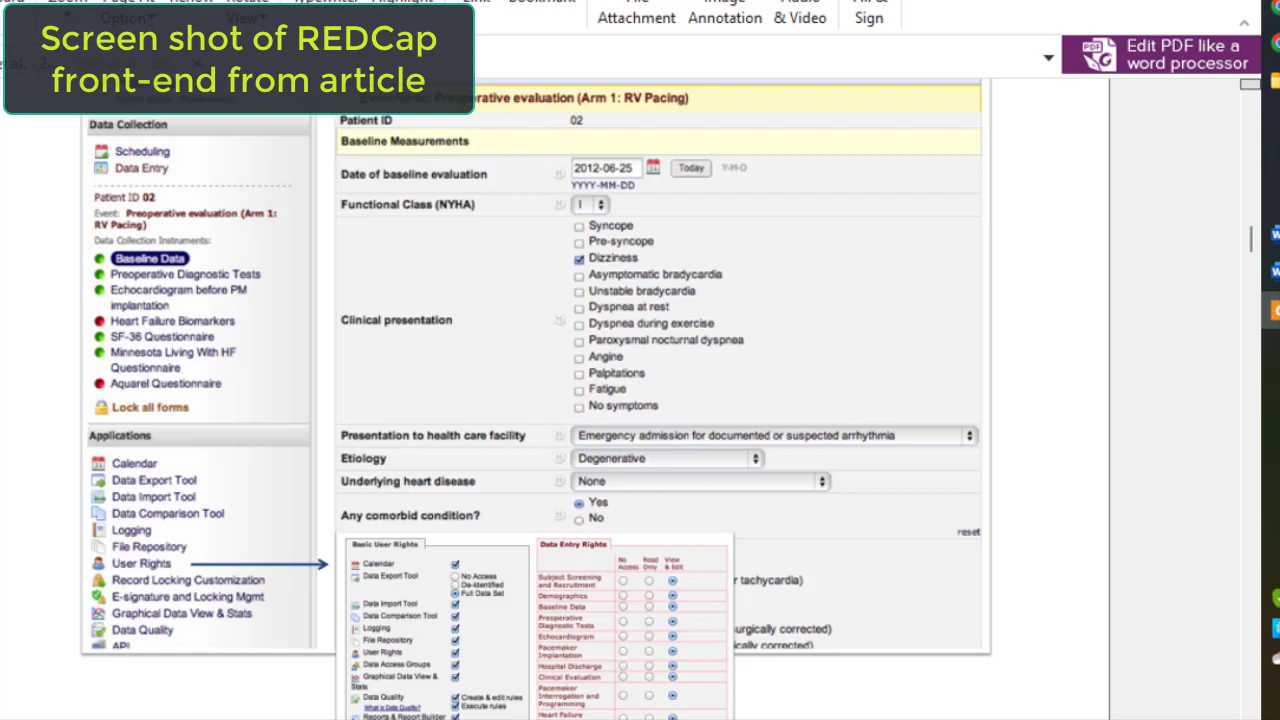 Option
View
File
Attachment
Annotation
& Video
Sign
Screen shot of REDCap
front-end from article
Edit PDF like a
word processor
Preoperative evaluation (Arm 1: RV Pacing)
Data Collection
Scheduling
Data Entry
Patient ID 02
Event: Preoperative evaluation (Arm 1:
RV Pacing)
Data Collection Instruments:
Baseline Data
Preoperative Diagnostic Tests
Echocardiogram before PM
implantation
Heart Failure Biomarkers
SF-36 Questionnaire
Minnesota Living With HF
Questionnaire
Aquarel Questionnaire
Lock all forms
Applications
Calendar
Data Export Tool
Data Import Tool
Data Comparison Tool
Logging
File Repository
User Rights
Record Locking Customization
E-signature and Locking Mgmt
Graphical Data View & Stats
Data Quality
API
Patient ID 02
Baseline Measurements
Date of baseline evaluation 2012-06-25 Today Y-M-D
YYYY-MM-DD
Functional Class (NYHA) I
Clinical presentation
Syncope
Pre-syncope
Dizziness
Asymptomatic bradycardia
Unstable bradycardia
Dyspnea at rest
Dyspnea during exercise
Paroxysmal nocturnal dyspnea
Angine
Palpitations
Fatigue
No symptoms
Presentation to health care facility Emergency admission for documented or suspected arrhythmia
Etiology Degenerative
Underlying heart disease None
Any comorbid condition? Yes
No
reset
r tachycardia)
urgically corrected)
ically corrected)
Basic User Rights
Calendar
Data Export Tool
No Access
De-Identified
Full Data Set
Data Import Tool
Data Comparison Tool
Logging
File Repository
User Rights
Data Access Groups
Graphical Data View &
Stats
Data Quality
What is Data Quality?
Create & edit rules
Execute rules
Reports & Report Builder
Data Entry Rights
No Access
Read Only
View & Edit
Subject Screening
and Recruitment
Demographics
Baseline Data
Preoperative
Diagnostic Tests
Echocardiogram
Pacemaker
Implantation
Hospital Discharge
Clinical Evaluation
Pacemaker
Interrogation and
Programming
Heart Failure